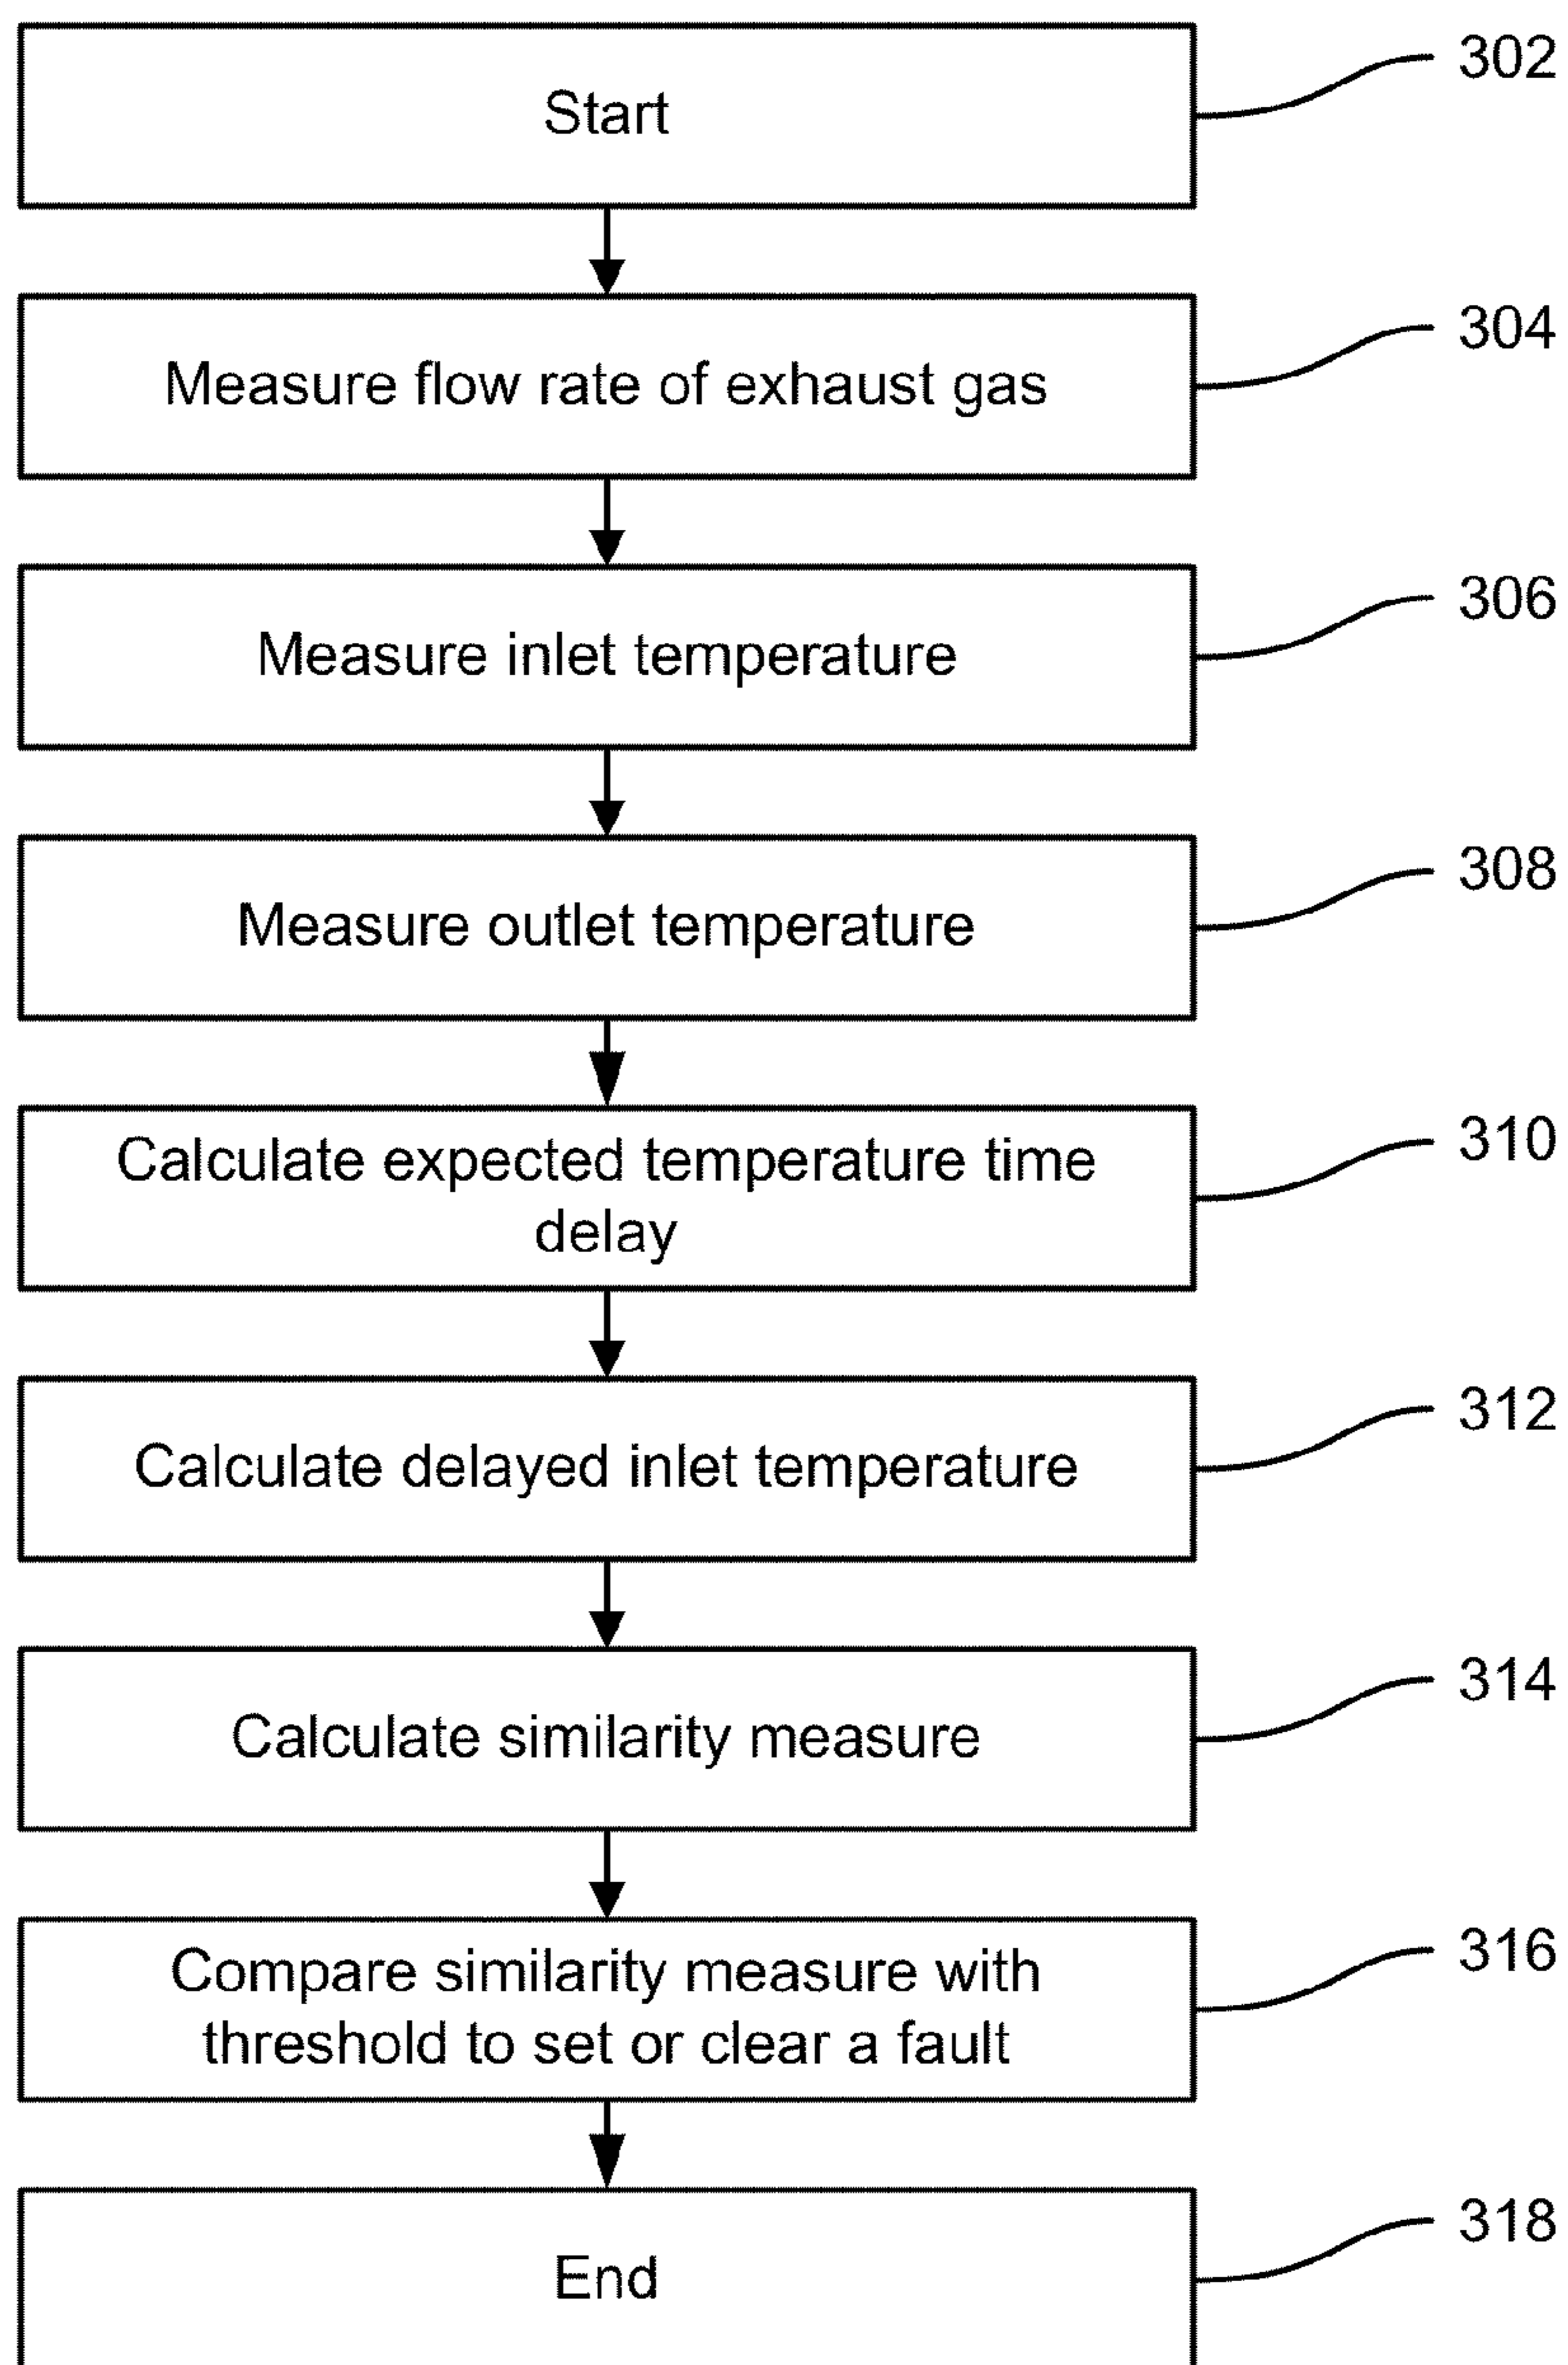 Start
302
Measure flow rate of exhaust gas
304
Measure inlet temperature
306
Measure outlet temperature
308
Calculate expected temperature time
delay
310
Calculate delayed inlet temperature
312
Calculate similarity measure
314
Compare similarity measure with
threshold to set or clear a fault
316
End
318